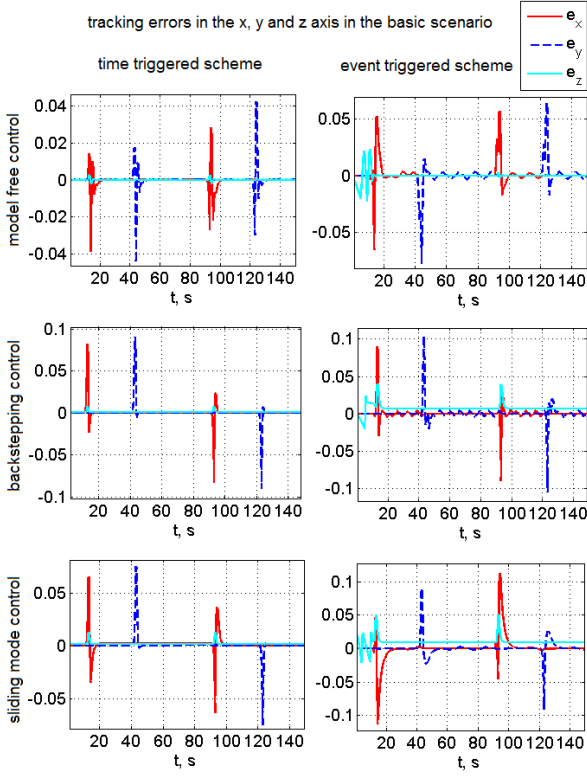 tracking errors in the x, y and z axis in the basic scenario
e_x
e_y
e_z
time triggered scheme
event triggered scheme
model free control
0.04
0.02
0
-0.02
-0.04
20 40 60 80 100 120 140
t, s
0.05
0
-0.05
20 40 60 80 100 120 140
t, s
backstepping control
0.1
0.05
0
-0.05
-0.1
20 40 60 80 100 120 140
t, s
0.1
0.05
0
-0.05
-0.1
20 40 60 80 100 120 140
t, s
sliding mode control
0.05
0
-0.05
20 40 60 80 100 120 140
t, s
0.1
0.05
0
-0.05
-0.1
20 40 60 80 100 120 140
t, s